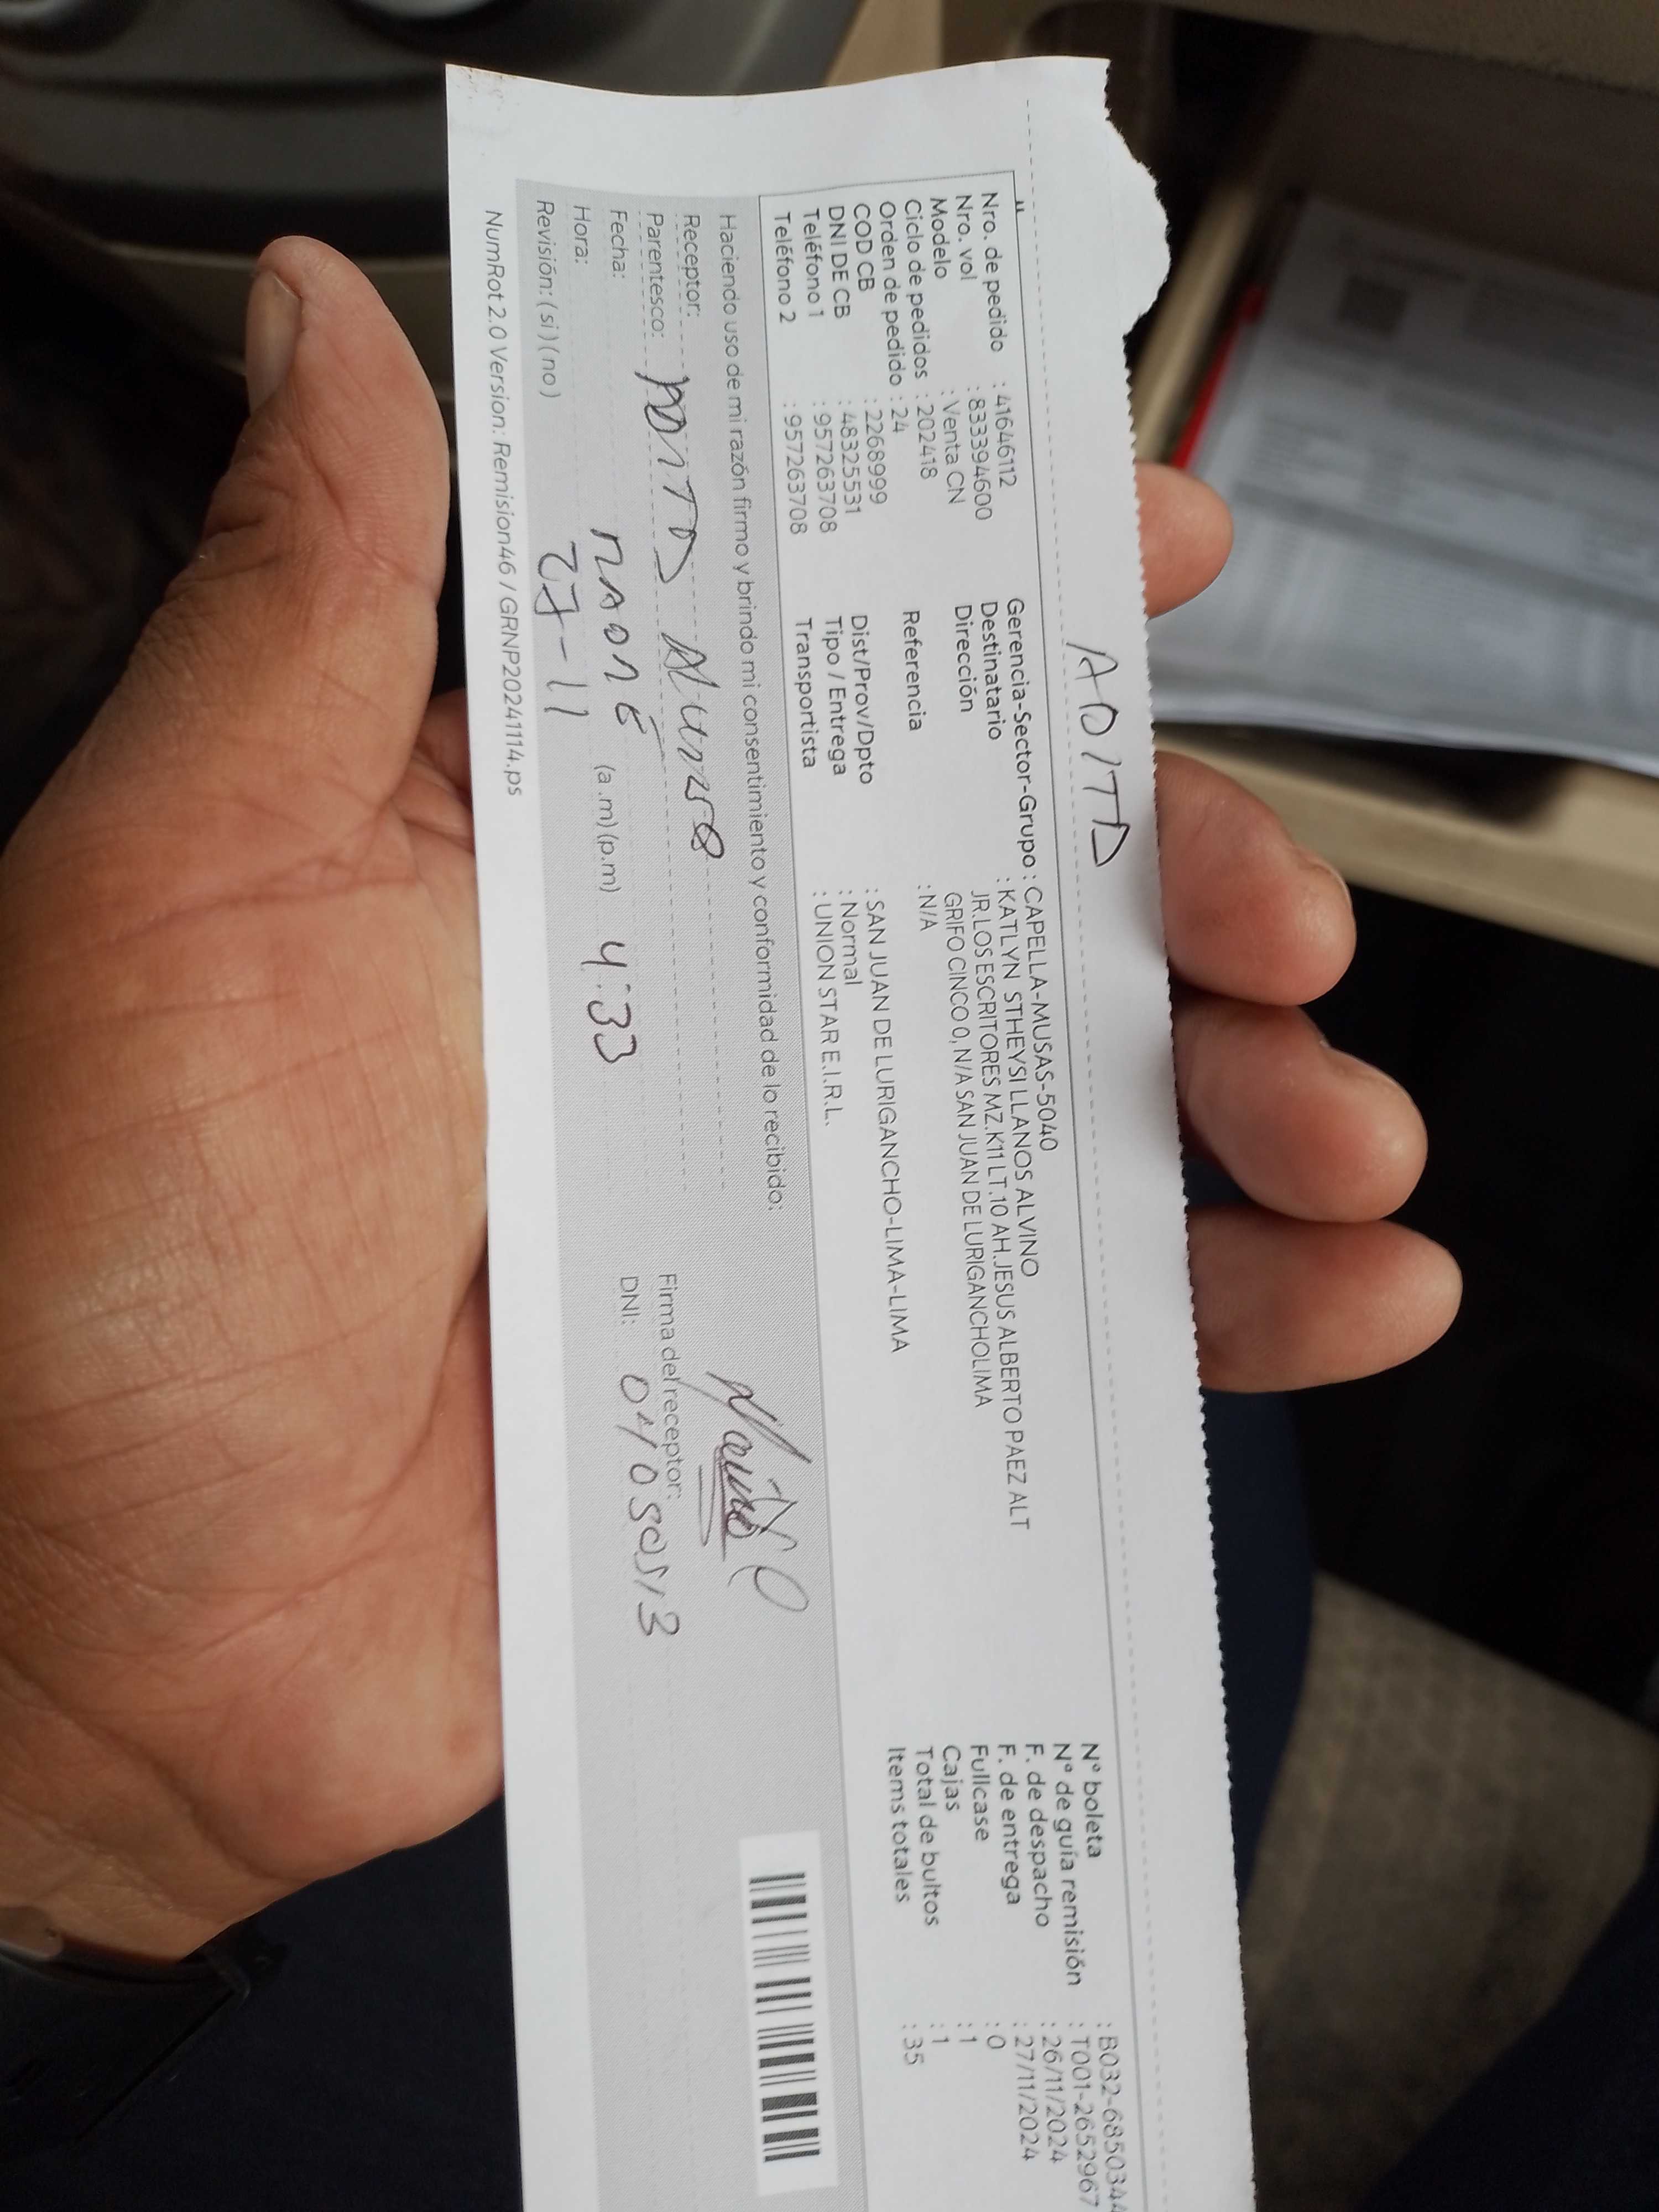 AOITD
Nro. de pedido : 41646112
Nro. vol : 833394600
Modelo : Venta CN
Ciclo de pedidos : 202418
Orden de pedido : 24
COD CB : 2268999
DNI DE CB : 48325531
Teléfono 1 : 957263708
Teléfono 2 : 957263708
Gerencia-Sector-Grupo : CAPELLA-MUSAS-5040
Destinatario : KATLYN STHEYSI LLANOS ALVINO
Dirección JR.LOS ESCRITORES MZ.K11 LT.10 AH.JESUS ALBERTO PAEZ ALT
GRIFO CINCO 0, N/A SAN JUAN DE LURIGANCHOLIMA
Referencia : N/A
Dist/Prov/Dpto : SAN JUAN DE LURIGANCHO-LIMA-LIMA
Tipo / Entrega : Normal
Transportista : UNION STAR E.I.R.L.
N° boleta : B032-6850344
N° de guía remisión : T001-2652967
F. de despacho : 26/11/2024
F. de entrega : 27/11/2024
Fullcase : 0
Cajas : 1
Total de bultos : 1
Items totales : 35
Haciendo uso de mi razón firmo y brindo mi consentimiento y conformidad de lo recibido:
Receptor:
Parentesco:
Fecha:
Hora: (a.m) (p.m) 4:33
Revisión: ( si ) ( no ) 27-11
Firma del receptor:
DNI:
NumRot 2.0 Version: Remision46 / GRNP20241114.ps